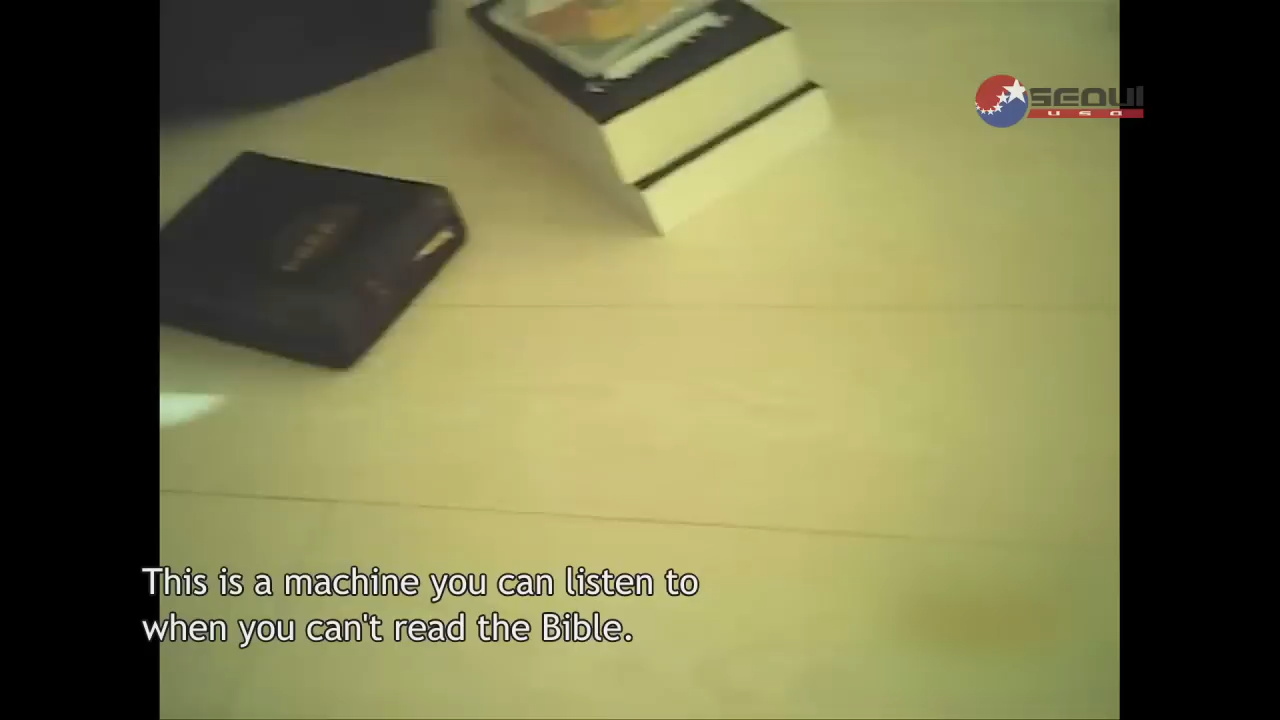 SEOUL
USA
This is a machine you can listen to
when you can't read the Bible.